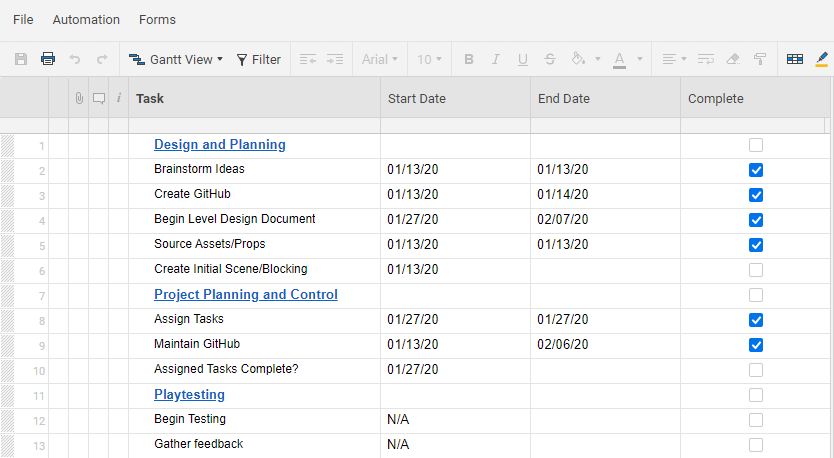 File Automation Forms
Gantt View Filter Arial 10 B I U S A
i Task Start Date End Date Complete
1 Design and Planning
2 Brainstorm Ideas 01/13/20 01/13/20
3 Create GitHub 01/13/20 01/14/20
4 Begin Level Design Document 01/27/20 02/07/20
5 Source Assets/Props 01/13/20 01/13/20
6 Create Initial Scene/Blocking 01/13/20
7 Project Planning and Control
8 Assign Tasks 01/27/20 01/27/20
9 Maintain GitHub 01/13/20 02/06/20
10 Assigned Tasks Complete? 01/27/20
11 Playtesting
12 Begin Testing N/A
13 Gather feedback N/A